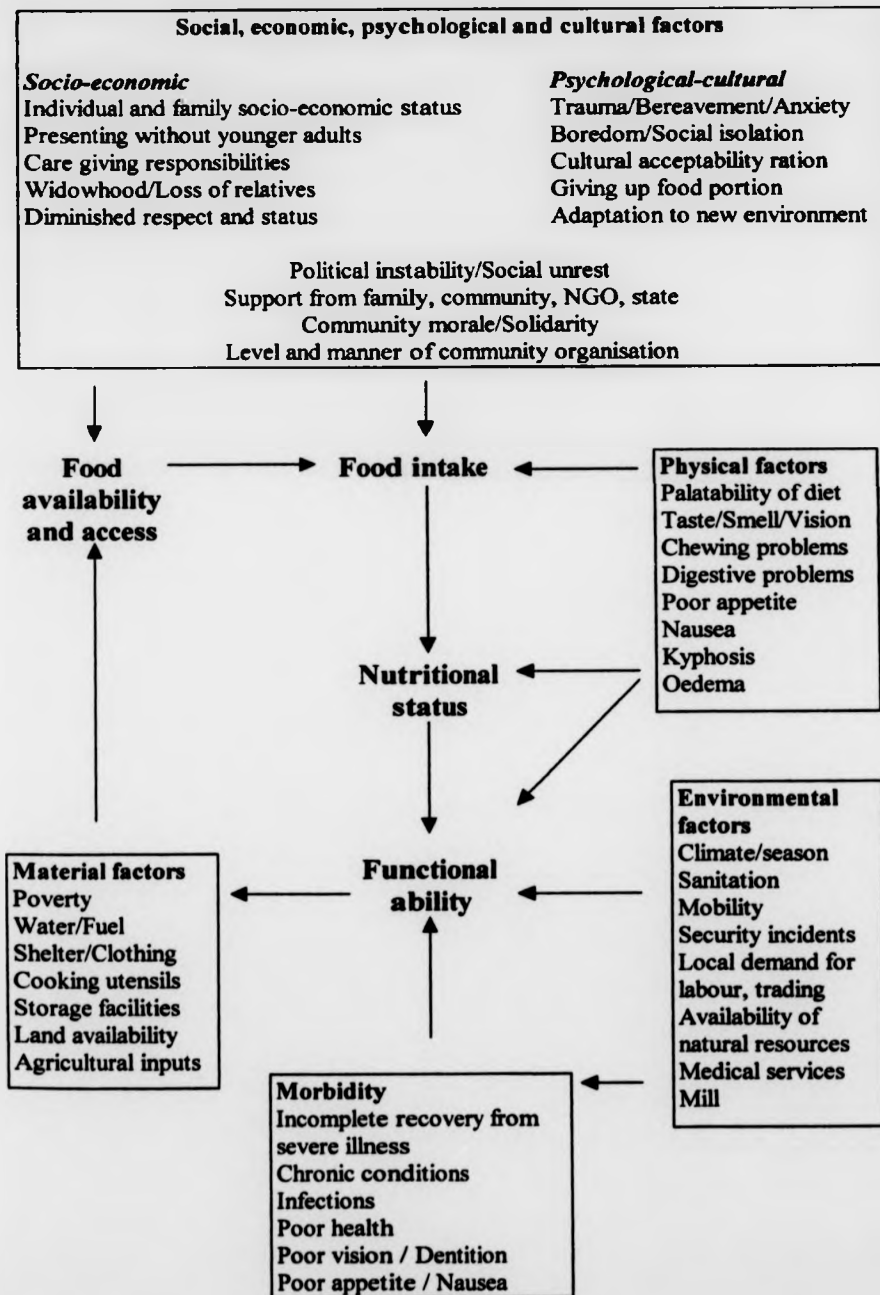 Social, economic, psychological and cultural factors
Socio-economic
Individual and family socio-economic status
Presenting without younger adults
Care giving responsibilities
Widowhood/Loss of relatives
Diminished respect and status
Psychological-cultural
Trauma/Bereavement/Anxiety
Boredom/Social isolation
Cultural acceptability ration
Giving up food portion
Adaptation to new environment
Political instability/Social unrest
Support from family, community, NGO, state
Community morale/Solidarity
Level and manner of community organisation
Food
availability
and access
Food intake
Physical factors
Palatability of diet
Taste/Smell/Vision
Chewing problems
Digestive problems
Poor appetite
Nausea
Kyphosis
Oedema
Nutritional
status
Environmental
factors
Climate/season
Sanitation
Mobility
Security incidents
Local demand for
labour, trading
Availability of
natural resources
Medical services
Mill
Functional
ability
Material factors
Poverty
Water/Fuel
Shelter/Clothing
Cooking utensils
Storage facilities
Land availability
Agricultural inputs
Morbidity
Incomplete recovery from
severe illness
Chronic conditions
Infections
Poor health
Poor vision / Dentition
Poor appetite / Nausea